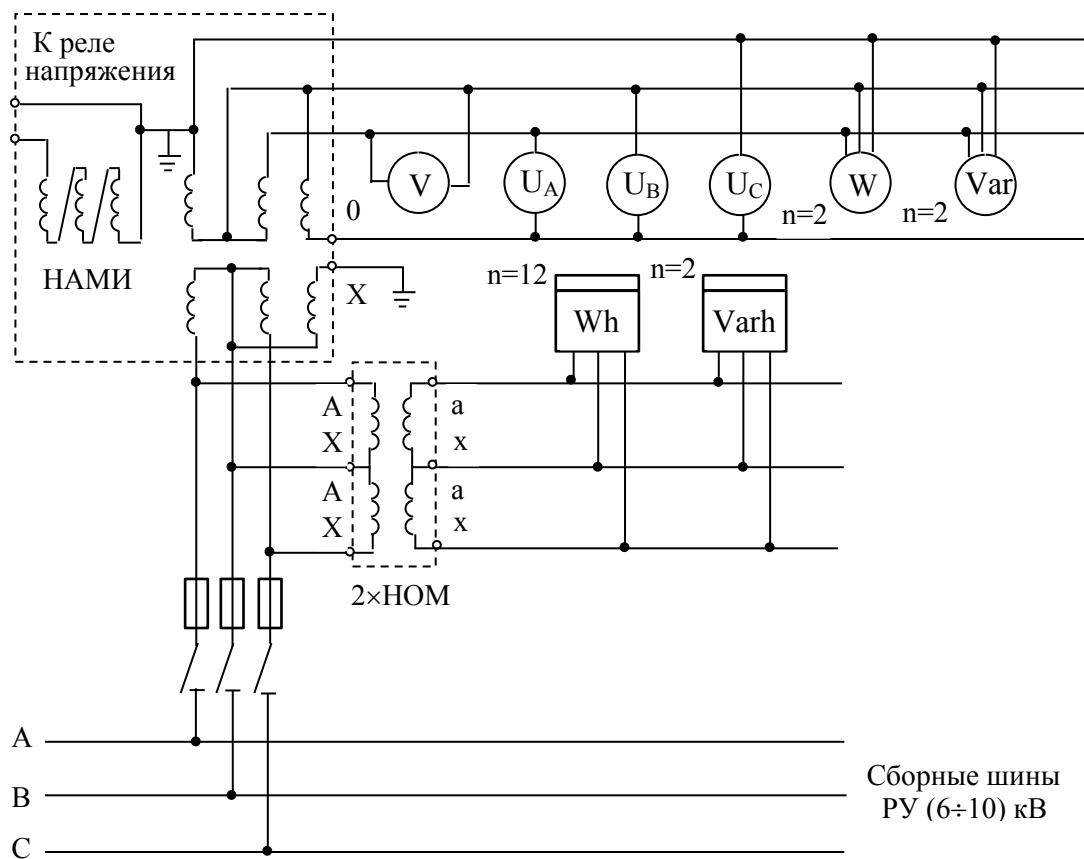 К реле
напряжения
V
U_A
U_B
U_C
n=2
W
n=2
Var
0
НАМИ
X
n=12
n=2
Wh
Varh
A
a
X
x
A
a
X
x
2×НОМ
A
B
C
Сборные шины
РУ (6÷10) кВ